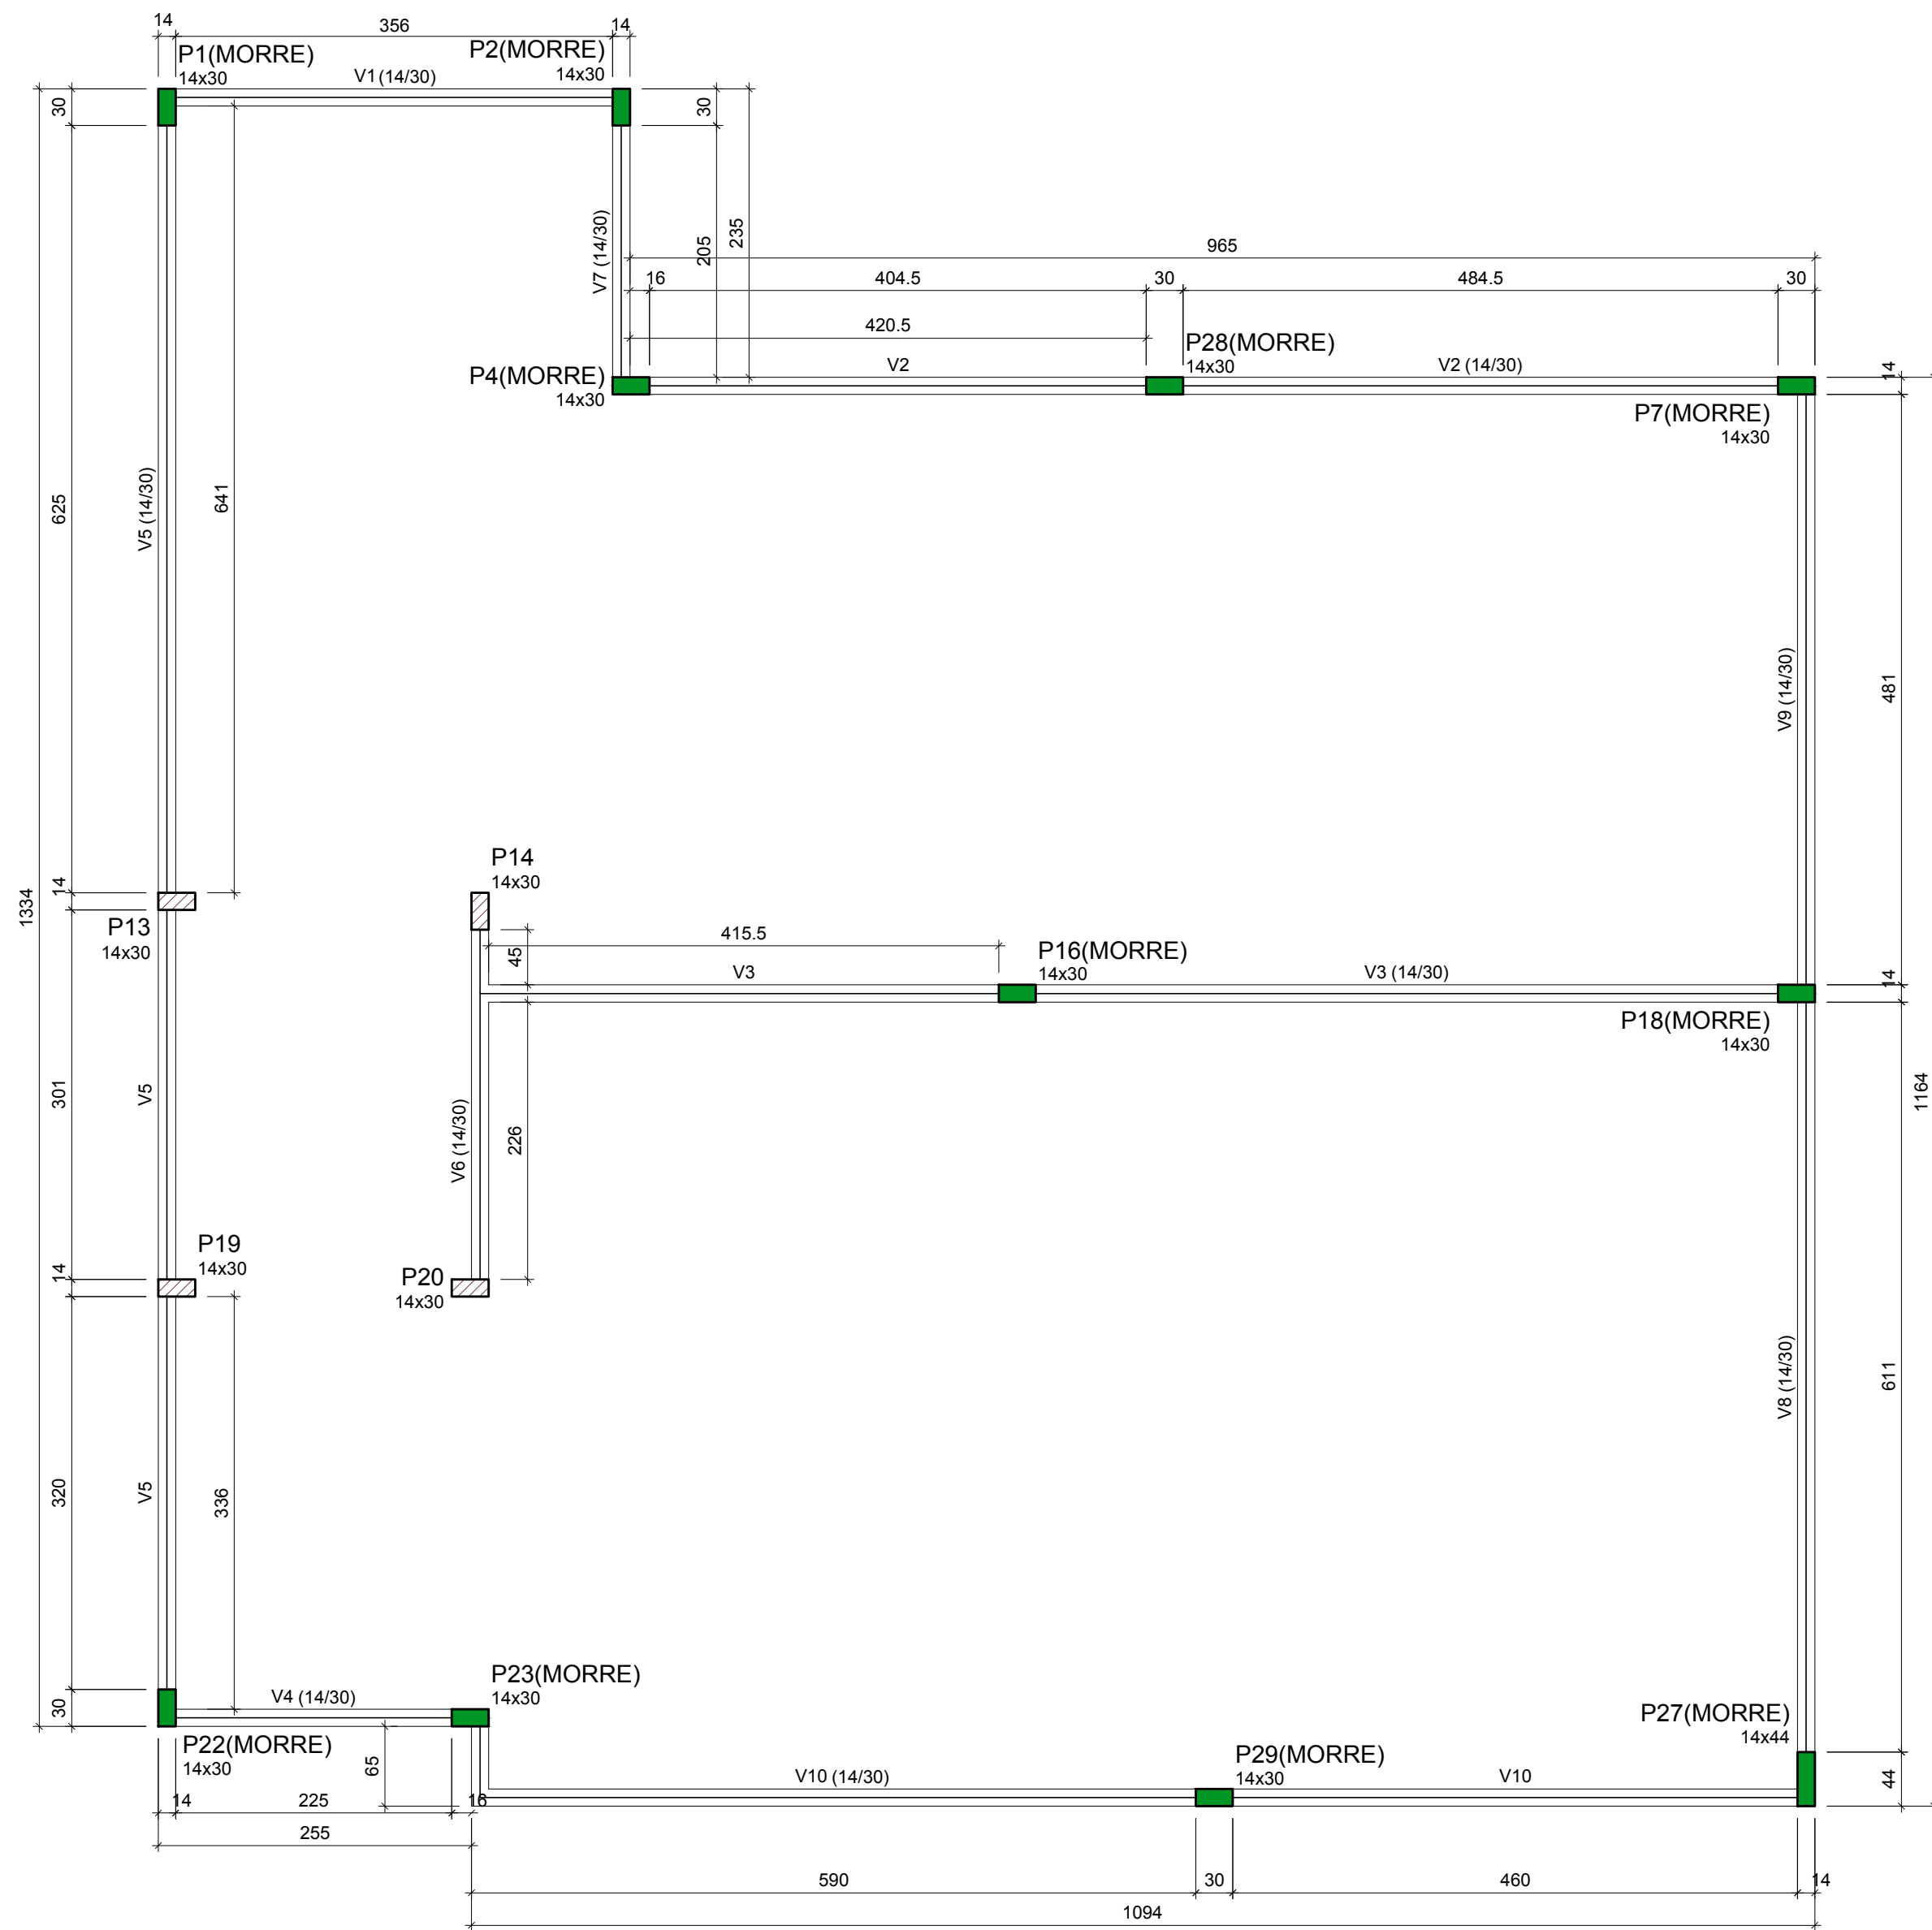 14
356
14
P1(MORRE)
14x30
V1 (14/30)
P2(MORRE)
14x30
30
30
235
205
V7 (14/30)
965
16
404.5
30
484.5
30
420.5
P28(MORRE)
14x30
V2
V2 (14/30)
P4(MORRE)
14x30
14
P7(MORRE)
14x30
625
V5 (14/30)
641
V9 (14/30)
481
P14
14x30
14
1334
P13
14x30
415.5
45
V3
P16(MORRE)
14x30
V3 (14/30)
14
P18(MORRE)
14x30
301
V5
V6 (14/30)
226
1164
P19
14x30
14
P20
14x30
V8 (14/30)
611
320
V5
336
P23(MORRE)
14x30
V4 (14/30)
30
P22(MORRE)
14x30
65
P27(MORRE)
14x44
P29(MORRE)
14x30
V10 (14/30)
V10
44
14
225
16
255
590
30
460
14
1094